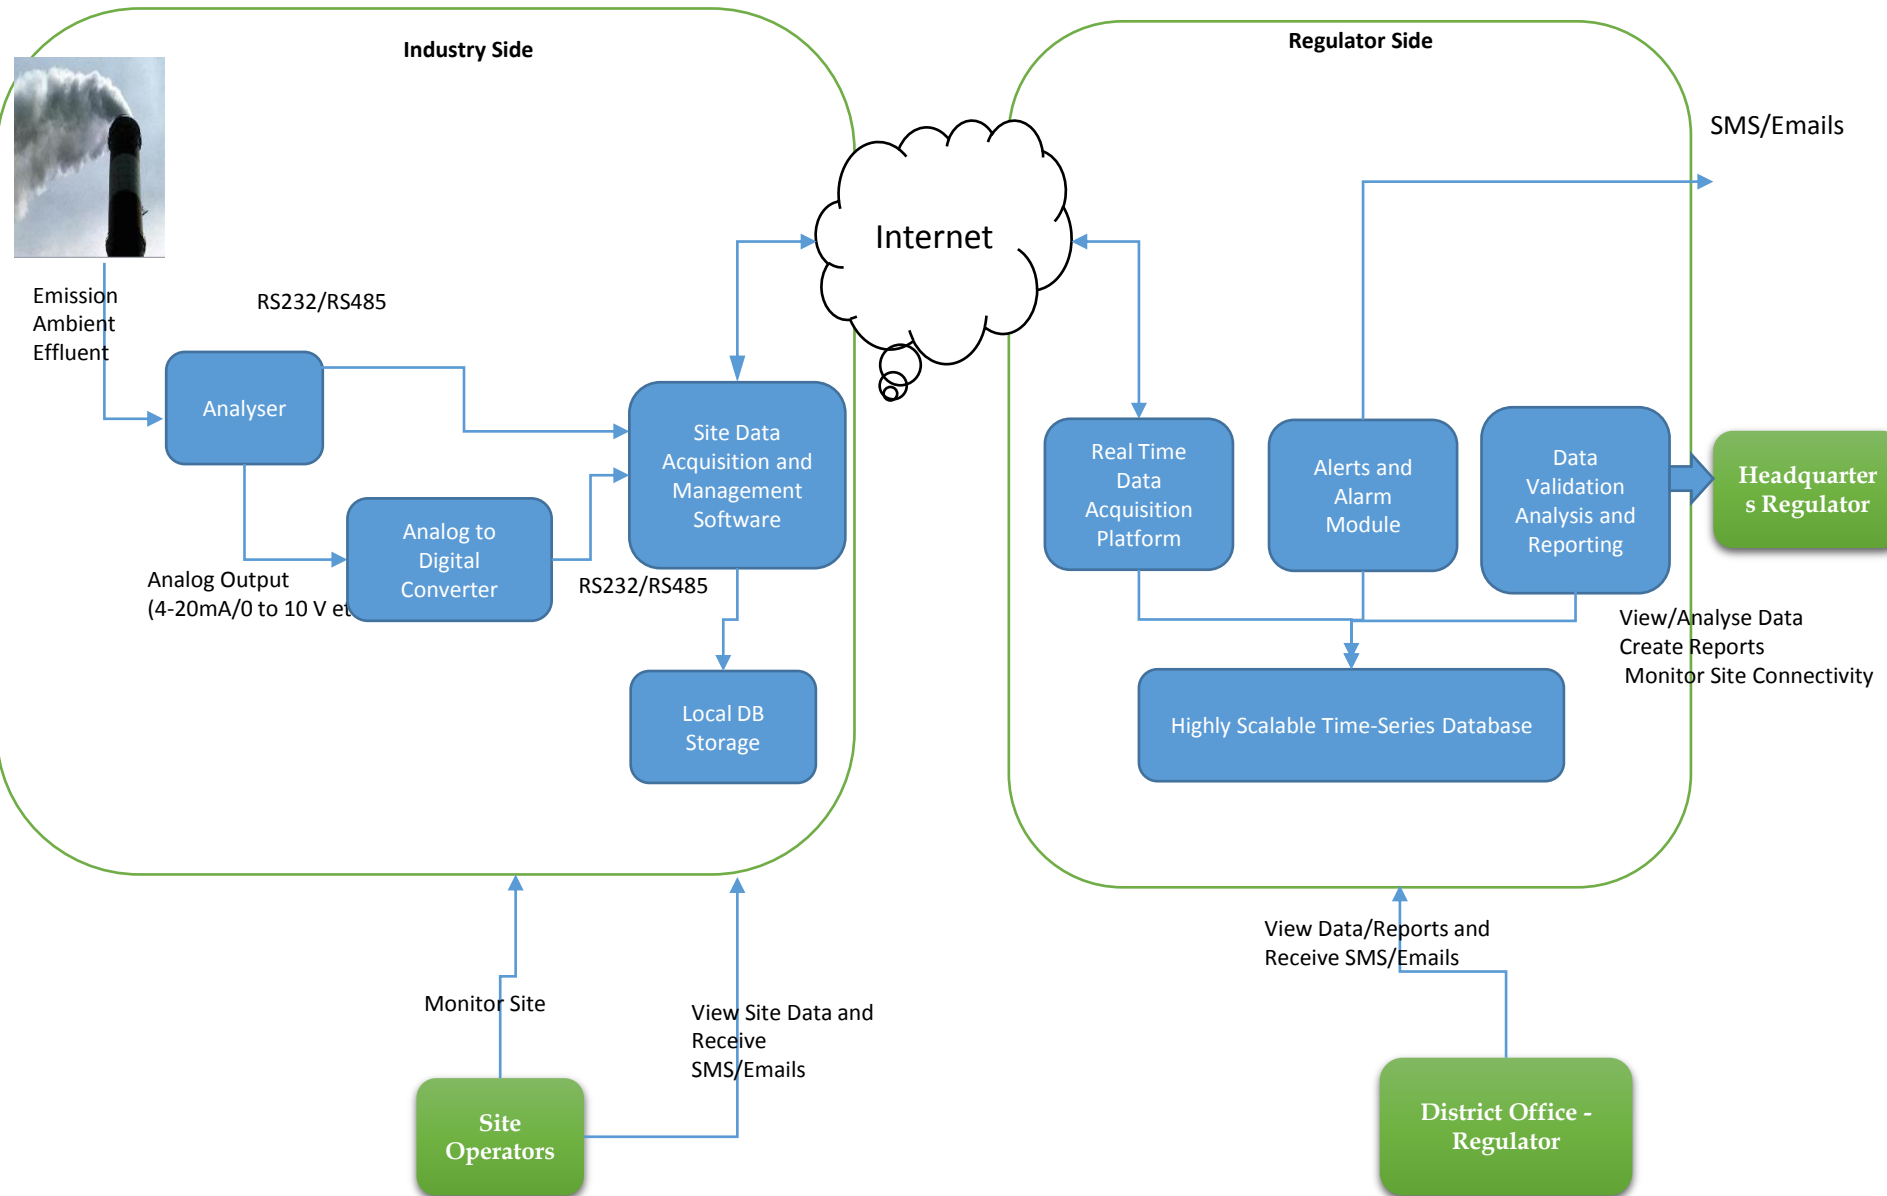 Industry Side
Regulator Side
SMS/Emails
Internet
Emission
Ambient
Effluent
RS232/RS485
Analyser
Site Data
Acquisition and
Management
Software
Analog to
Digital
Converter
Analog Output
(4-20mA/0 to 10 V et
RS232/RS485
Local DB
Storage
Real Time
Data
Acquisition
Platform
Alerts and
Alarm
Module
Data
Validation
Analysis and
Reporting
Headquarter
s Regulator
View/Analyse Data
Create Reports
Monitor Site Connectivity
Highly Scalable Time-Series Database
Monitor Site
View Site Data and
Receive
SMS/Emails
Site
Operators
View Data/Reports and
Receive SMS/Emails
District Office -
Regulator